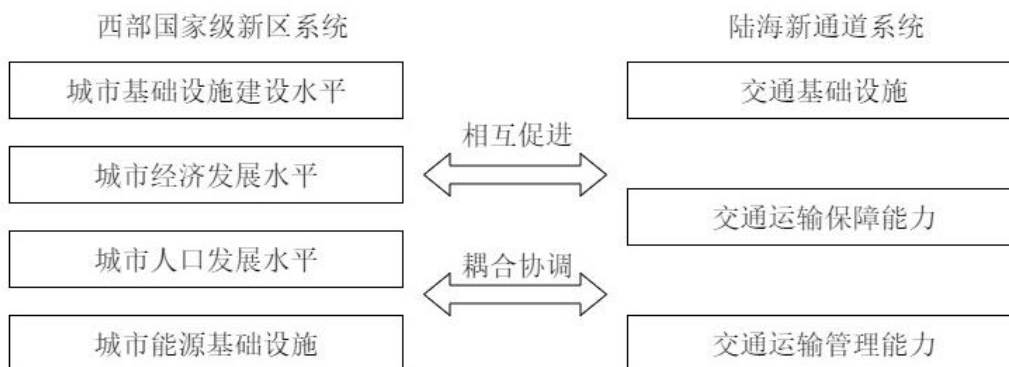 西部国家级新区系统
陆海新通道系统
城市基础设施建设水平
交通基础设施
相互促进
城市经济发展水平
交通运输保障能力
城市人口发展水平
耦合协调
城市能源基础设施
交通运输管理能力